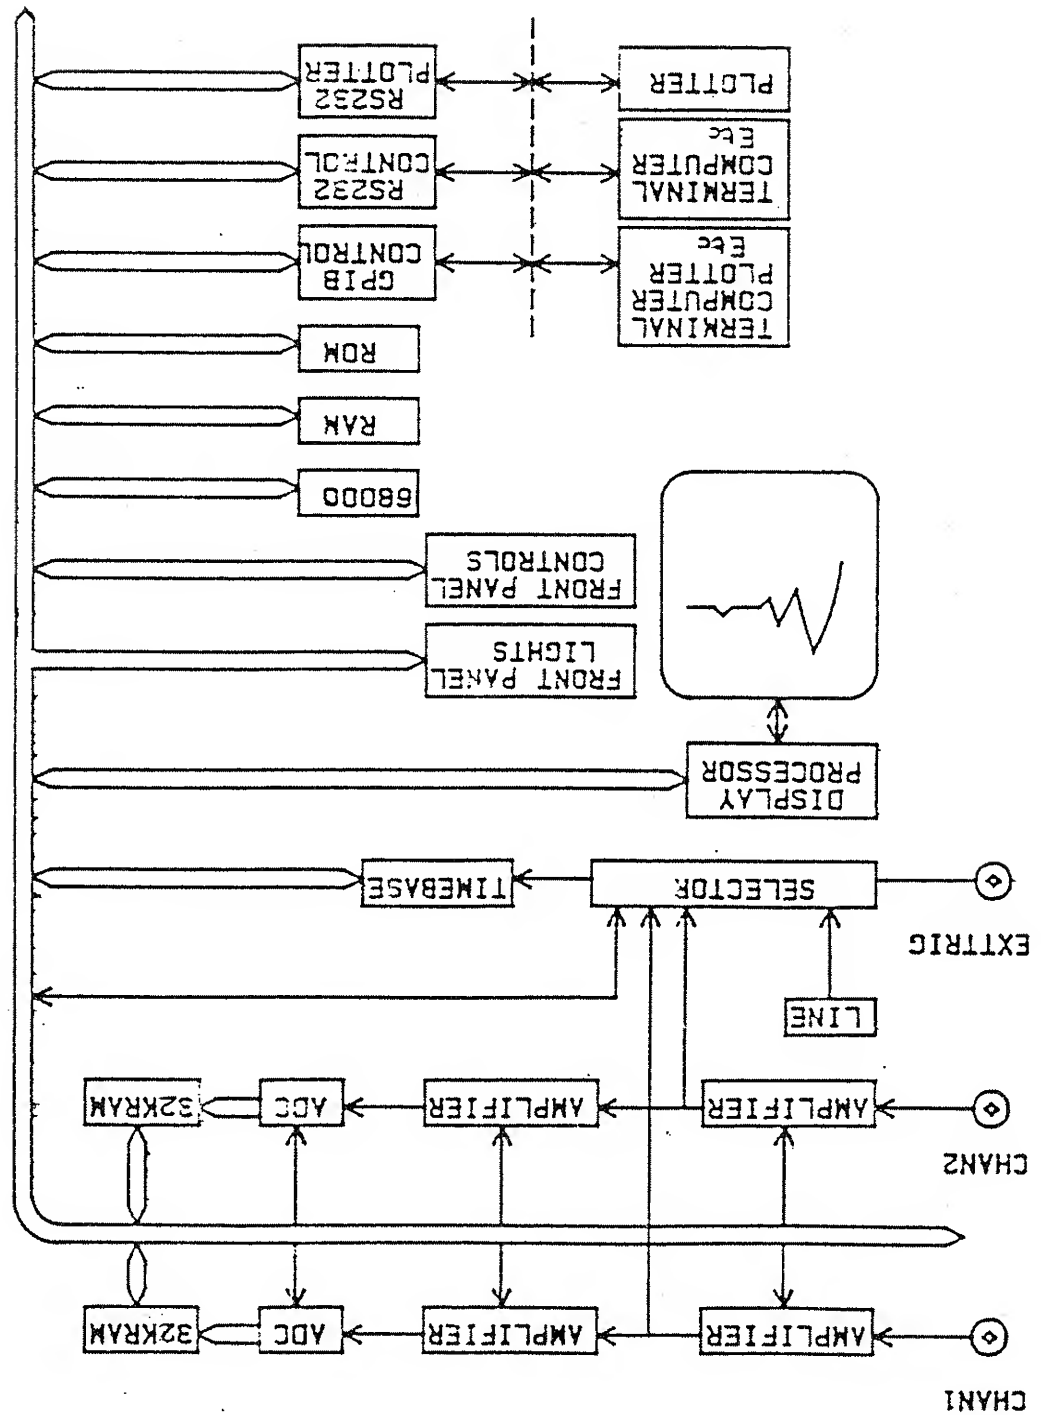 CHAN1
AMPLIFIER
AMPLIFIER
ADC
32KRAM
CHAN2
AMPLIFIER
AMPLIFIER
ADC
32KRAM
LINE
EXTTRIG
SELECTOR
TIMEBASE
DISPLAY
PROCESSOR
FRONT PANEL
LIGHTS
FRONT PANEL
CONTROLS
68000
RAM
ROM
TERMINAL
COMPUTER
PLOTTER
Etc
GPIB
CONTROL
TERMINAL
COMPUTER
Etc
RS232
CONTROL
PLOTTER
RS232
PLOTTER